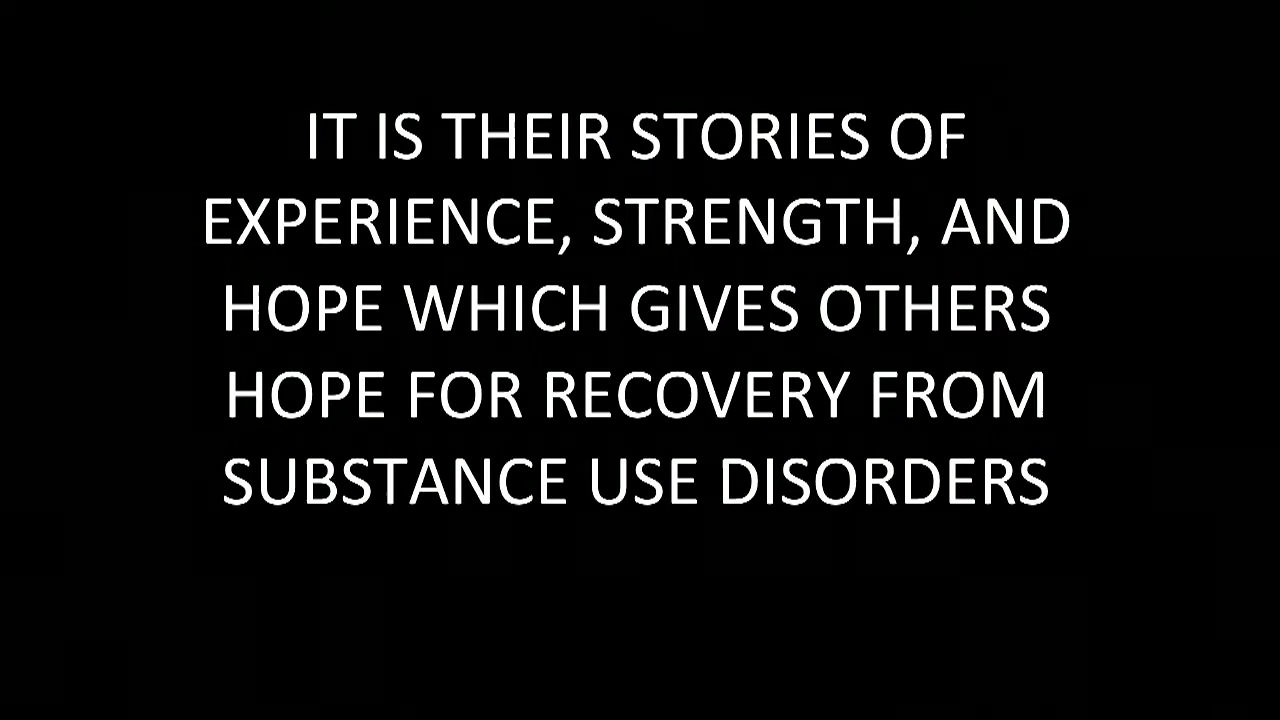 IT IS THEIR STORIES OF
EXPERIENCE, STRENGTH, AND
HOPE WHICH GIVES OTHERS
HOPE FOR RECOVERY FROM
SUBSTANCE USE DISORDERS